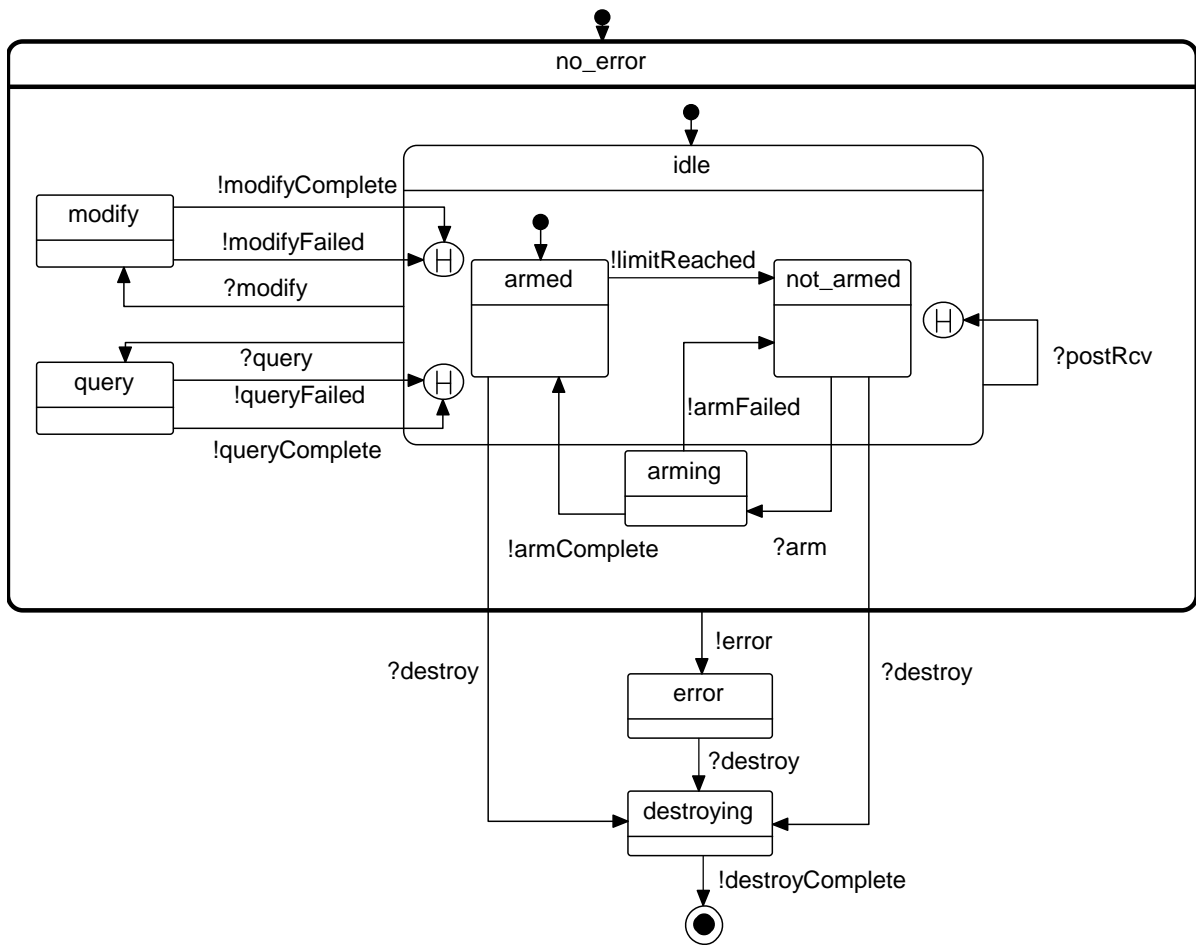 no_error
idle
!modifyComplete
modify
!modifyFailed
?modify
armed
!limitReached
not_armed
H
H
?postRcv
?query
query
!queryFailed
H
!queryComplete
!armFailed
arming
!armComplete
?arm
!error
?destroy
?destroy
error
?destroy
destroying
!destroyComplete